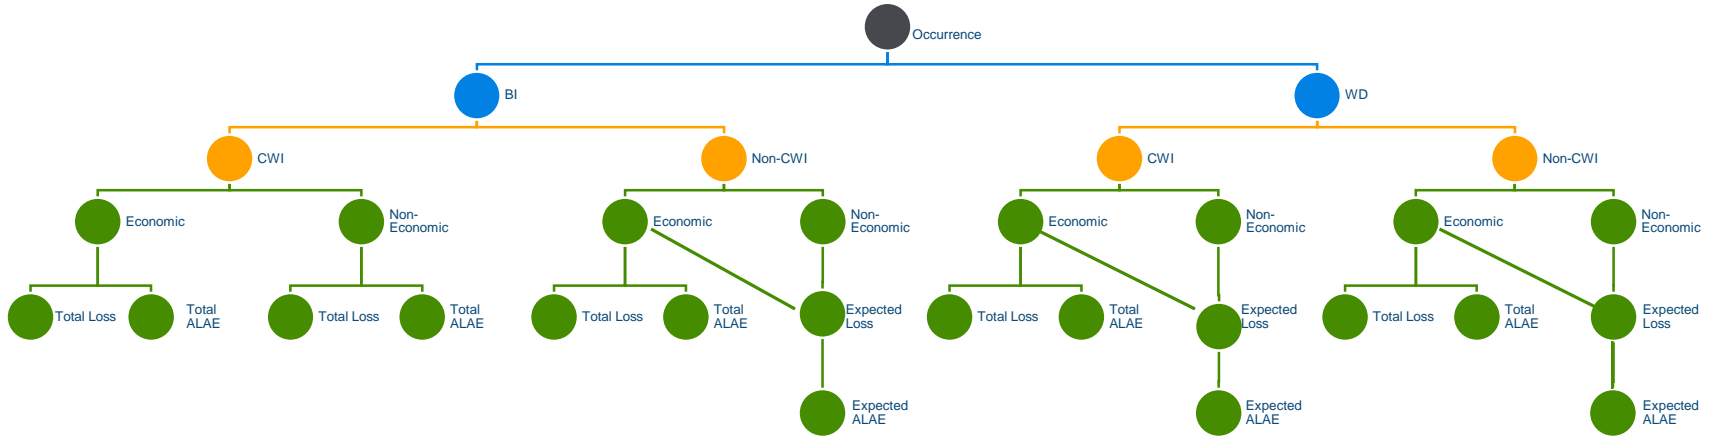 Occurrence
BI
WD
CWI
Non-CWI
CWI
Non-CWI
Economic
Non-
Economic
Economic
Non-
Economic
Economic
Non-
Economic
Economic
Non-
Economic
Total Loss
Total
ALAE
Total Loss
Total
ALAE
Total Loss
Total
ALAE
Expected
Loss
Total Loss
Total
ALAE
Expected
Loss
Total Loss
Total
ALAE
Expected
Loss
Expected
ALAE
Expected
ALAE
Expected
ALAE